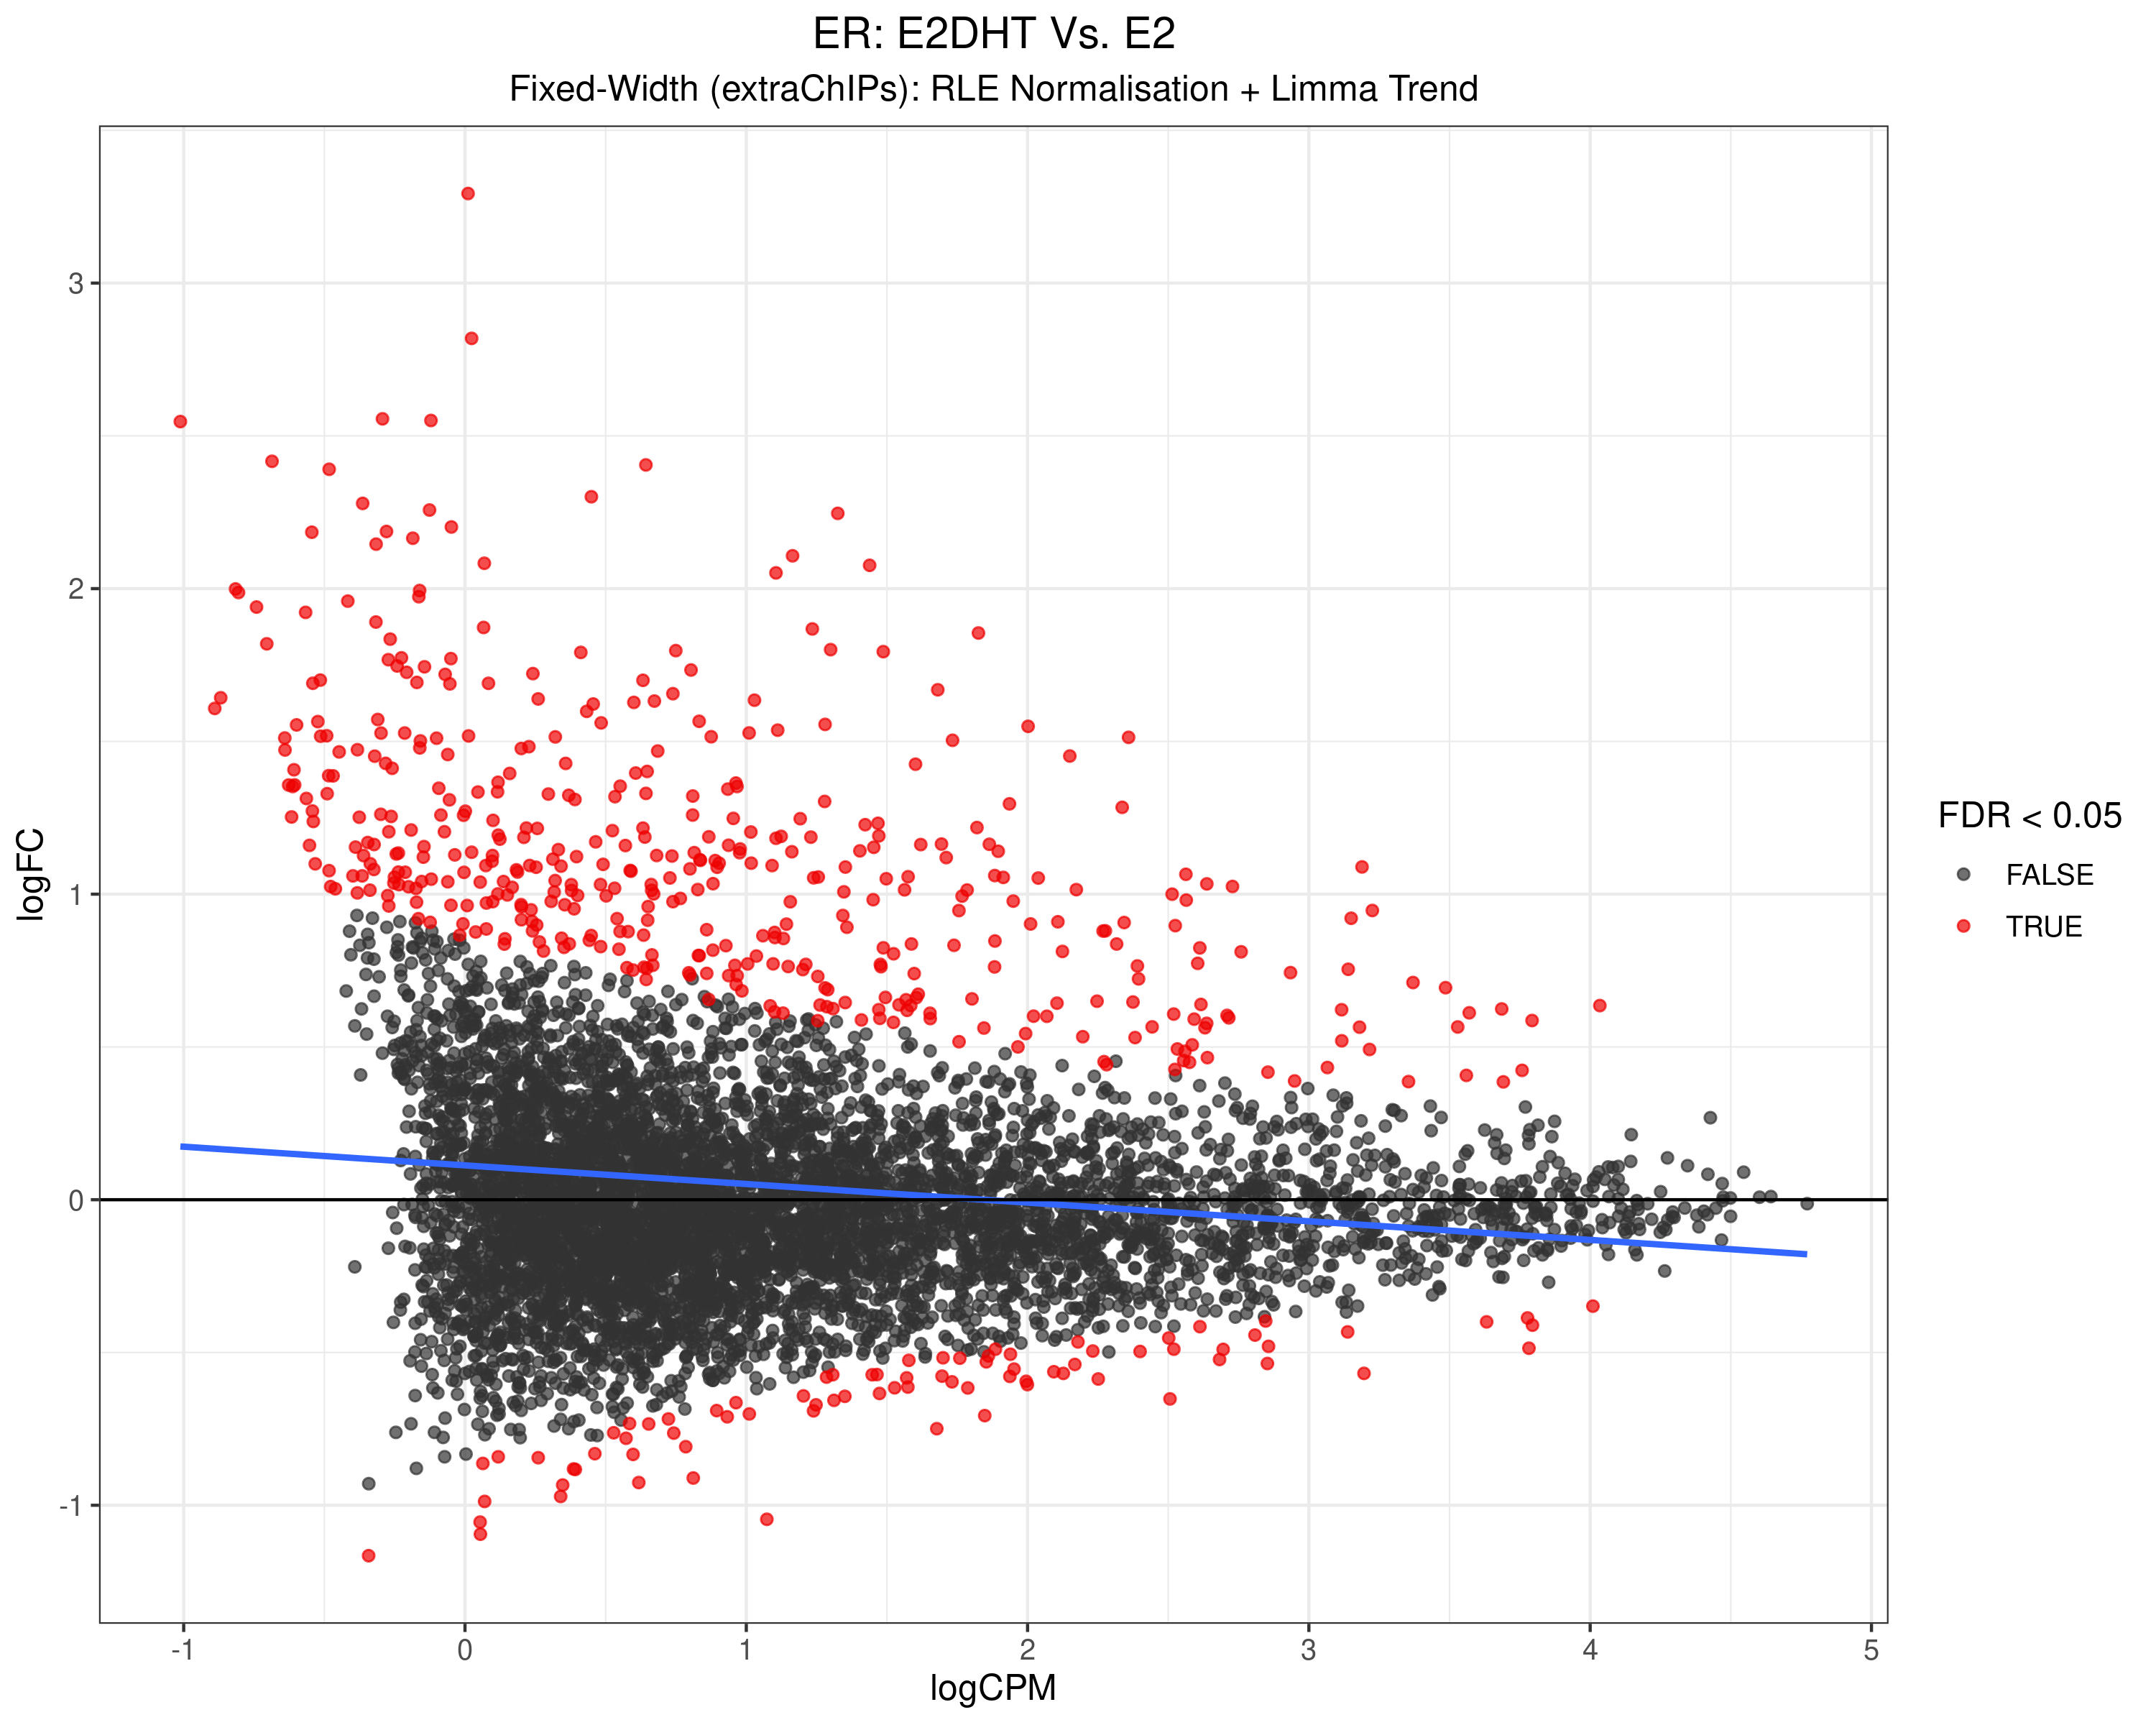 ER: E2DHT Vs. E2
Fixed-Width (extraChIPs): RLE Normalisation + Limma Trend
3
2
1
0
-1
logFC
-1
0
1
2
3
4
5
logCPM
FDR < 0.05
FALSE
TRUE